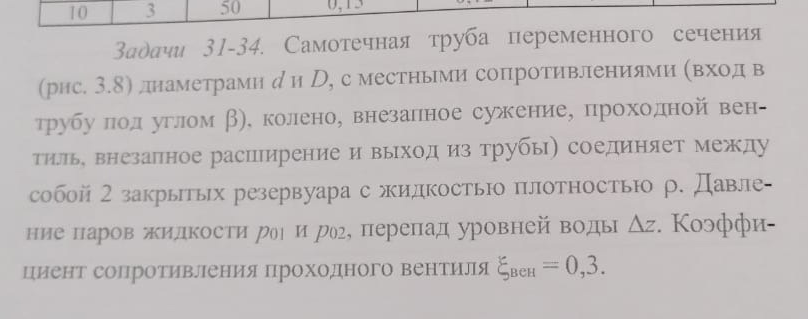 10 3 50 0,15
Задачи 31-34. Самотечная труба переменного сечения
(рис. 3.8) диаметрами d и D, с местными сопротивлениями (вход в
трубу под углом β), колено, внезапное сужение, проходной вен-
тиль, внезапное расширение и выход из трубы) соединяет между
собой 2 закрытых резервуара с жидкостью плотностью ρ. Давле-
ние паров жидкости p01 и p02, перепад уровней воды Δz. Коэффи-
циент сопротивления проходного вентиля ξвен = 0,3.